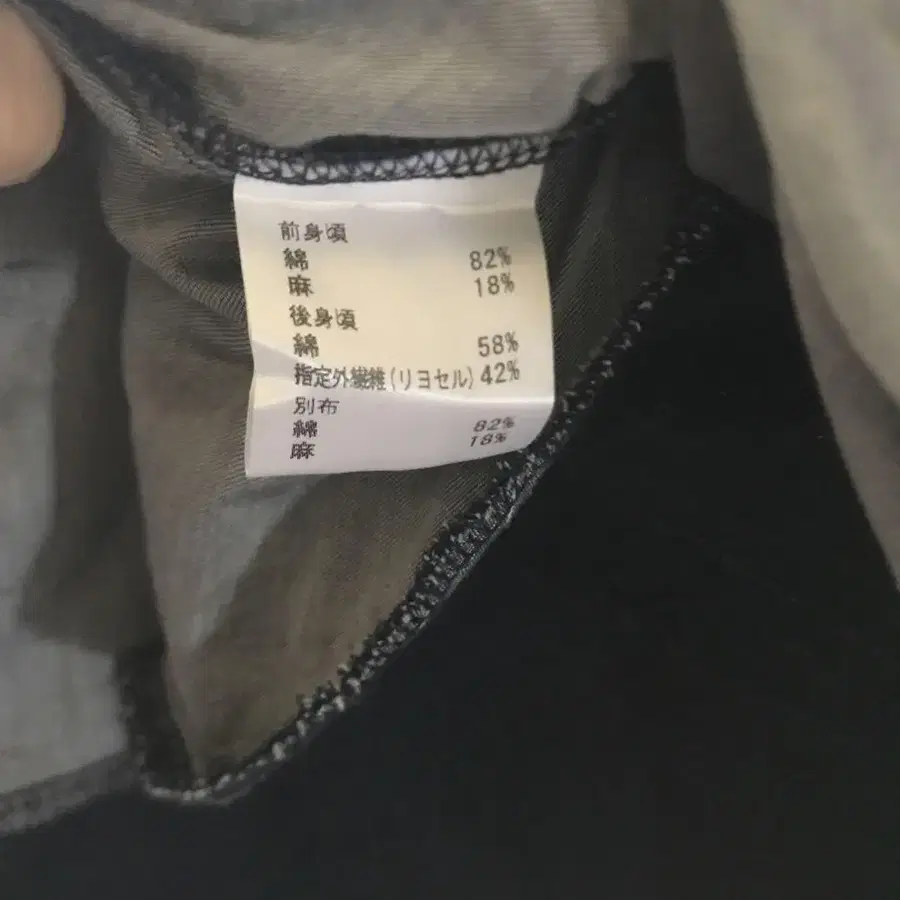 前身頃
綿 82%
麻 18%
後身頃
綿 58%
指定外繊維(リヨセル) 42%
別布
綿 82%
麻 18%